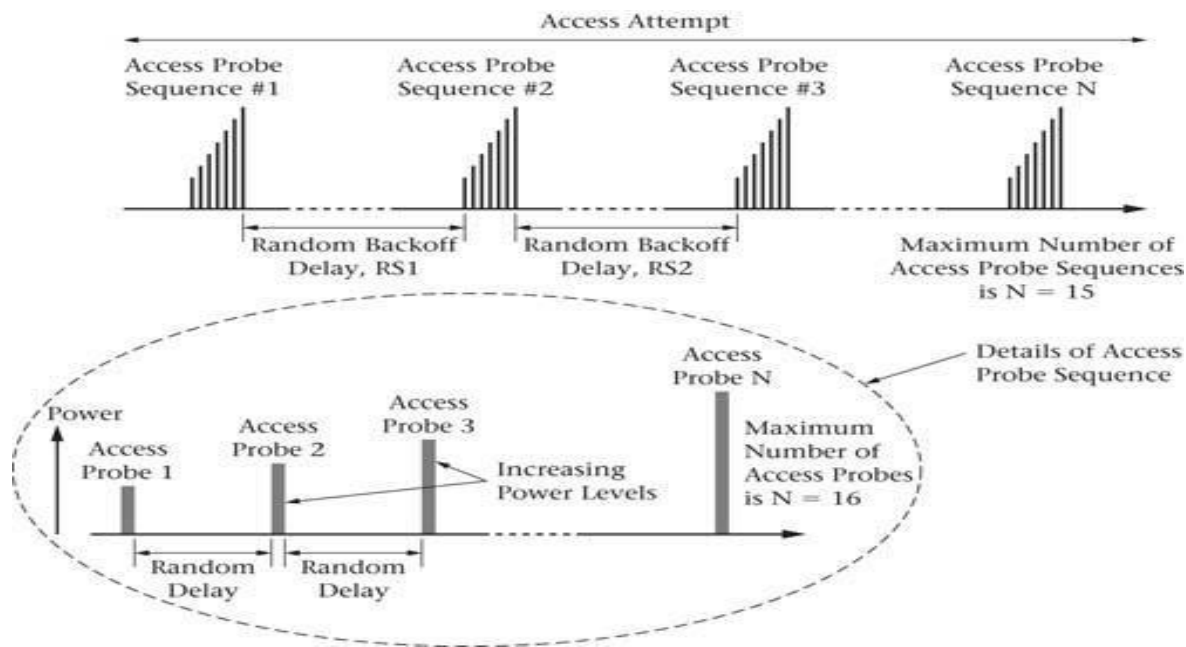 Access Attempt
Access Probe
Sequence #1
Access Probe
Sequence #2
Access Probe
Sequence #3
Access Probe
Sequence N
Random Backoff
Delay, RS1
Random Backoff
Delay, RS2
Maximum Number of
Access Probe Sequences
is N = 15
Details of Access
Probe Sequence
Power
Access
Probe 1
Access
Probe 2
Access
Probe 3
Access
Probe N
Increasing
Power Levels
Maximum
Number of
Access Probes
is N = 16
Random
Delay
Random
Delay